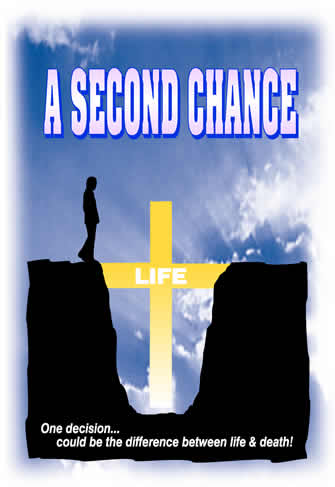 A SECOND CHANCE
LIFE
One decision...
could be the difference between life & death!